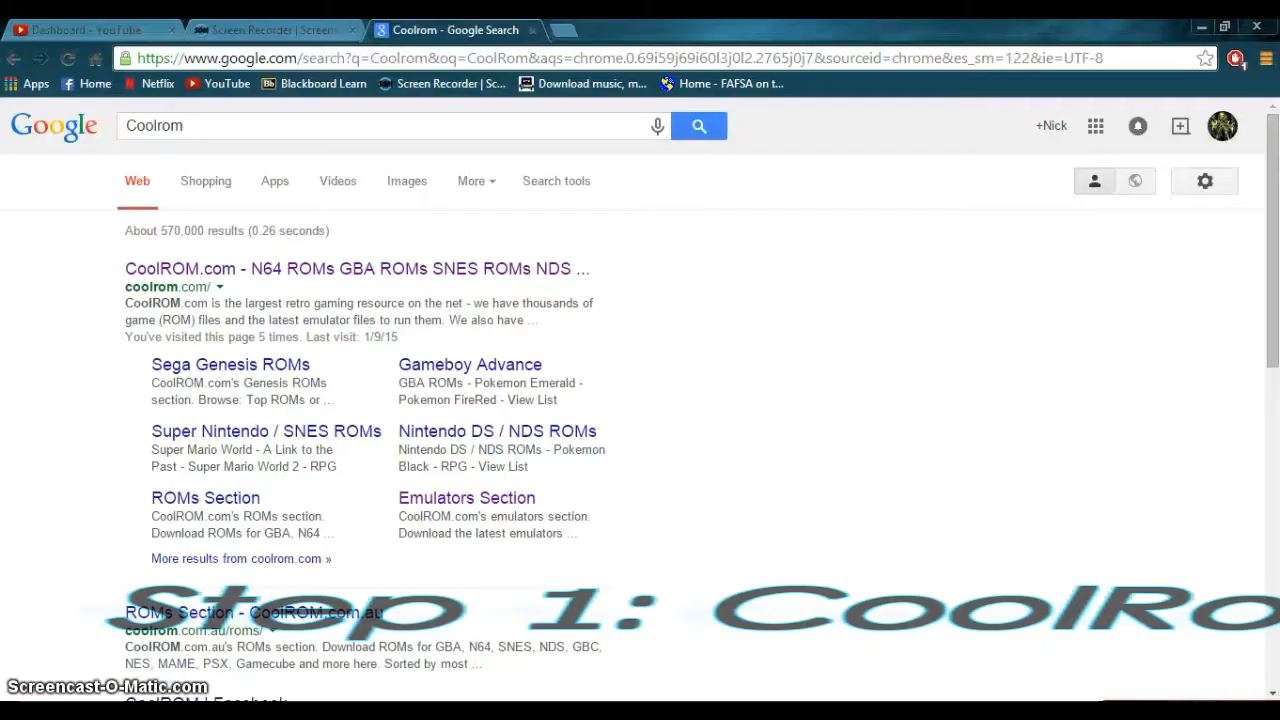 Dashboard - YouTube
Screen Recorder | Screen
Coolrom - Google Search
https://www.google.com/search?q=Coolrom&oq=CoolRom&aqs=chrome.0.69i59j69i60l3j0l2.2765j0j7&sourceid=chrome&es_sm=122&ie=UTF-8
Apps Home Netflix YouTube Bb Blackboard Learn Screen Recorder | Sc... Download music, m... Home - FAFSA on t...
Google Coolrom +Nick
Web Shopping Apps Videos Images More Search tools
About 570,000 results (0.26 seconds)
CoolROM.com - N64 ROMs GBA ROMs SNES ROMs NDS ...
coolrom.com/
CoolROM.com is the largest retro gaming resource on the net - we have thousands of
game (ROM) files and the latest emulator files to run them. We also have ...
You've visited this page 5 times. Last visit: 1/9/15
Sega Genesis ROMs
CoolROM.com's Genesis ROMs
section. Browse: Top ROMs or ...
Gameboy Advance
GBA ROMs - Pokemon Emerald -
Pokemon FireRed - View List
Super Nintendo / SNES ROMs
Super Mario World - A Link to the
Past - Super Mario World 2 - RPG
Nintendo DS / NDS ROMs
Nintendo DS / NDS ROMs - Pokemon
Black - RPG - View List
ROMs Section
CoolROM.com's ROMs section.
Download ROMs for GBA, N64 ...
Emulators Section
CoolROM.com's emulators section.
Download the latest emulators ...
More results from coolrom.com »
Step 1: CoolRo
ROMs Section - CoolROM.com.au
coolrom.com.au/roms/
CoolROM.com.au's ROMs section. Download ROMs for GBA, N64, SNES, NDS, GBC,
NES, MAME, PSX, Gamecube and more here. Sorted by most ...
CoolROM | Facebook
Screencast-O-Matic.com